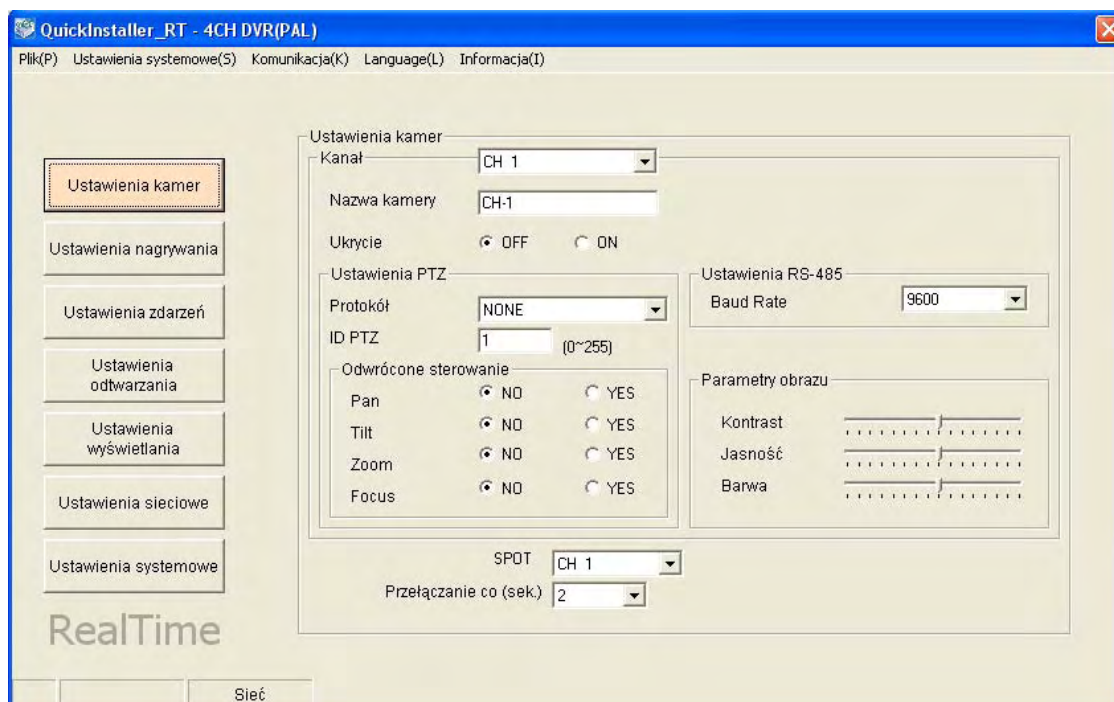 QuickInstaller_RT - 4CH DVR(PAL)
Plik(P) Ustawienia systemowe(S) Komunikacja(K) Language(L) Informacja(I)
Ustawienia kamer
Ustawienia nagrywania
Ustawienia zdarzeń
Ustawienia
odtwarzania
Ustawienia
wyświetlania
Ustawienia sieciowe
Ustawienia systemowe
RealTime
Ustawienia kamer
Kanał CH 1
Nazwa kamery CH-1
Ukrycie OFF ON
Ustawienia PTZ
Protokół NONE
ID PTZ 1 (0~255)
Odwrócone sterowanie
Pan NO YES
Tilt NO YES
Zoom NO YES
Focus NO YES
Ustawienia RS-485
Baud Rate 9600
Parametry obrazu
Kontrast
Jasność
Barwa
SPOT CH 1
Przełączanie co (sek.) 2
Sieć